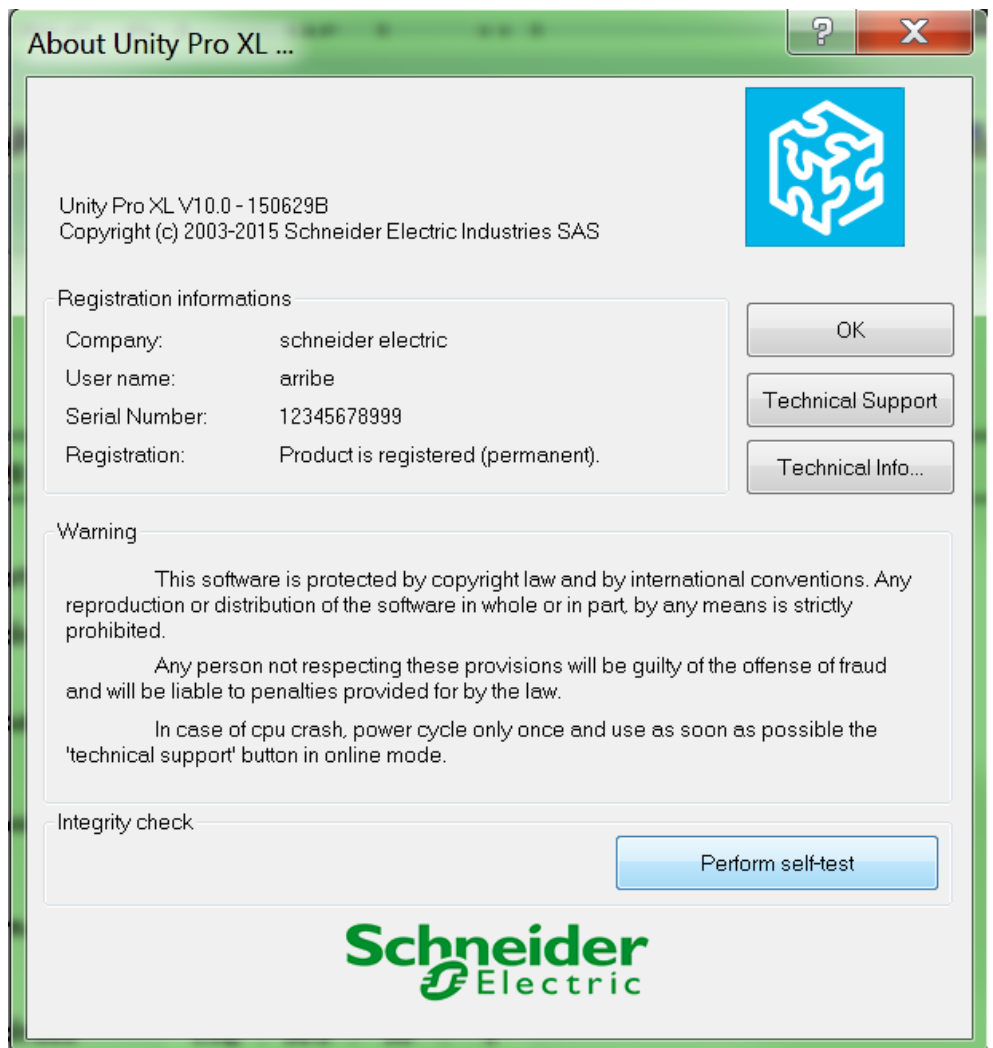 About Unity Pro XL ...
Unity Pro XL V10.0 - 150629B
Copyright (c) 2003-2015 Schneider Electric Industries SAS
Registration informations
Company: schneider electric
User name: arribe
Serial Number: 12345678999
Registration: Product is registered (permanent).
OK
Technical Support
Technical Info...
Warning
This software is protected by copyright law and by international conventions. Any
reproduction or distribution of the software in whole or in part, by any means is strictly
prohibited.
Any person not respecting these provisions will be guilty of the offense of fraud
and will be liable to penalties provided for by the law.
In case of cpu crash, power cycle only once and use as soon as possible the
'technical support' button in online mode.
Integrity check
Perform self-test
Schneider
Electric